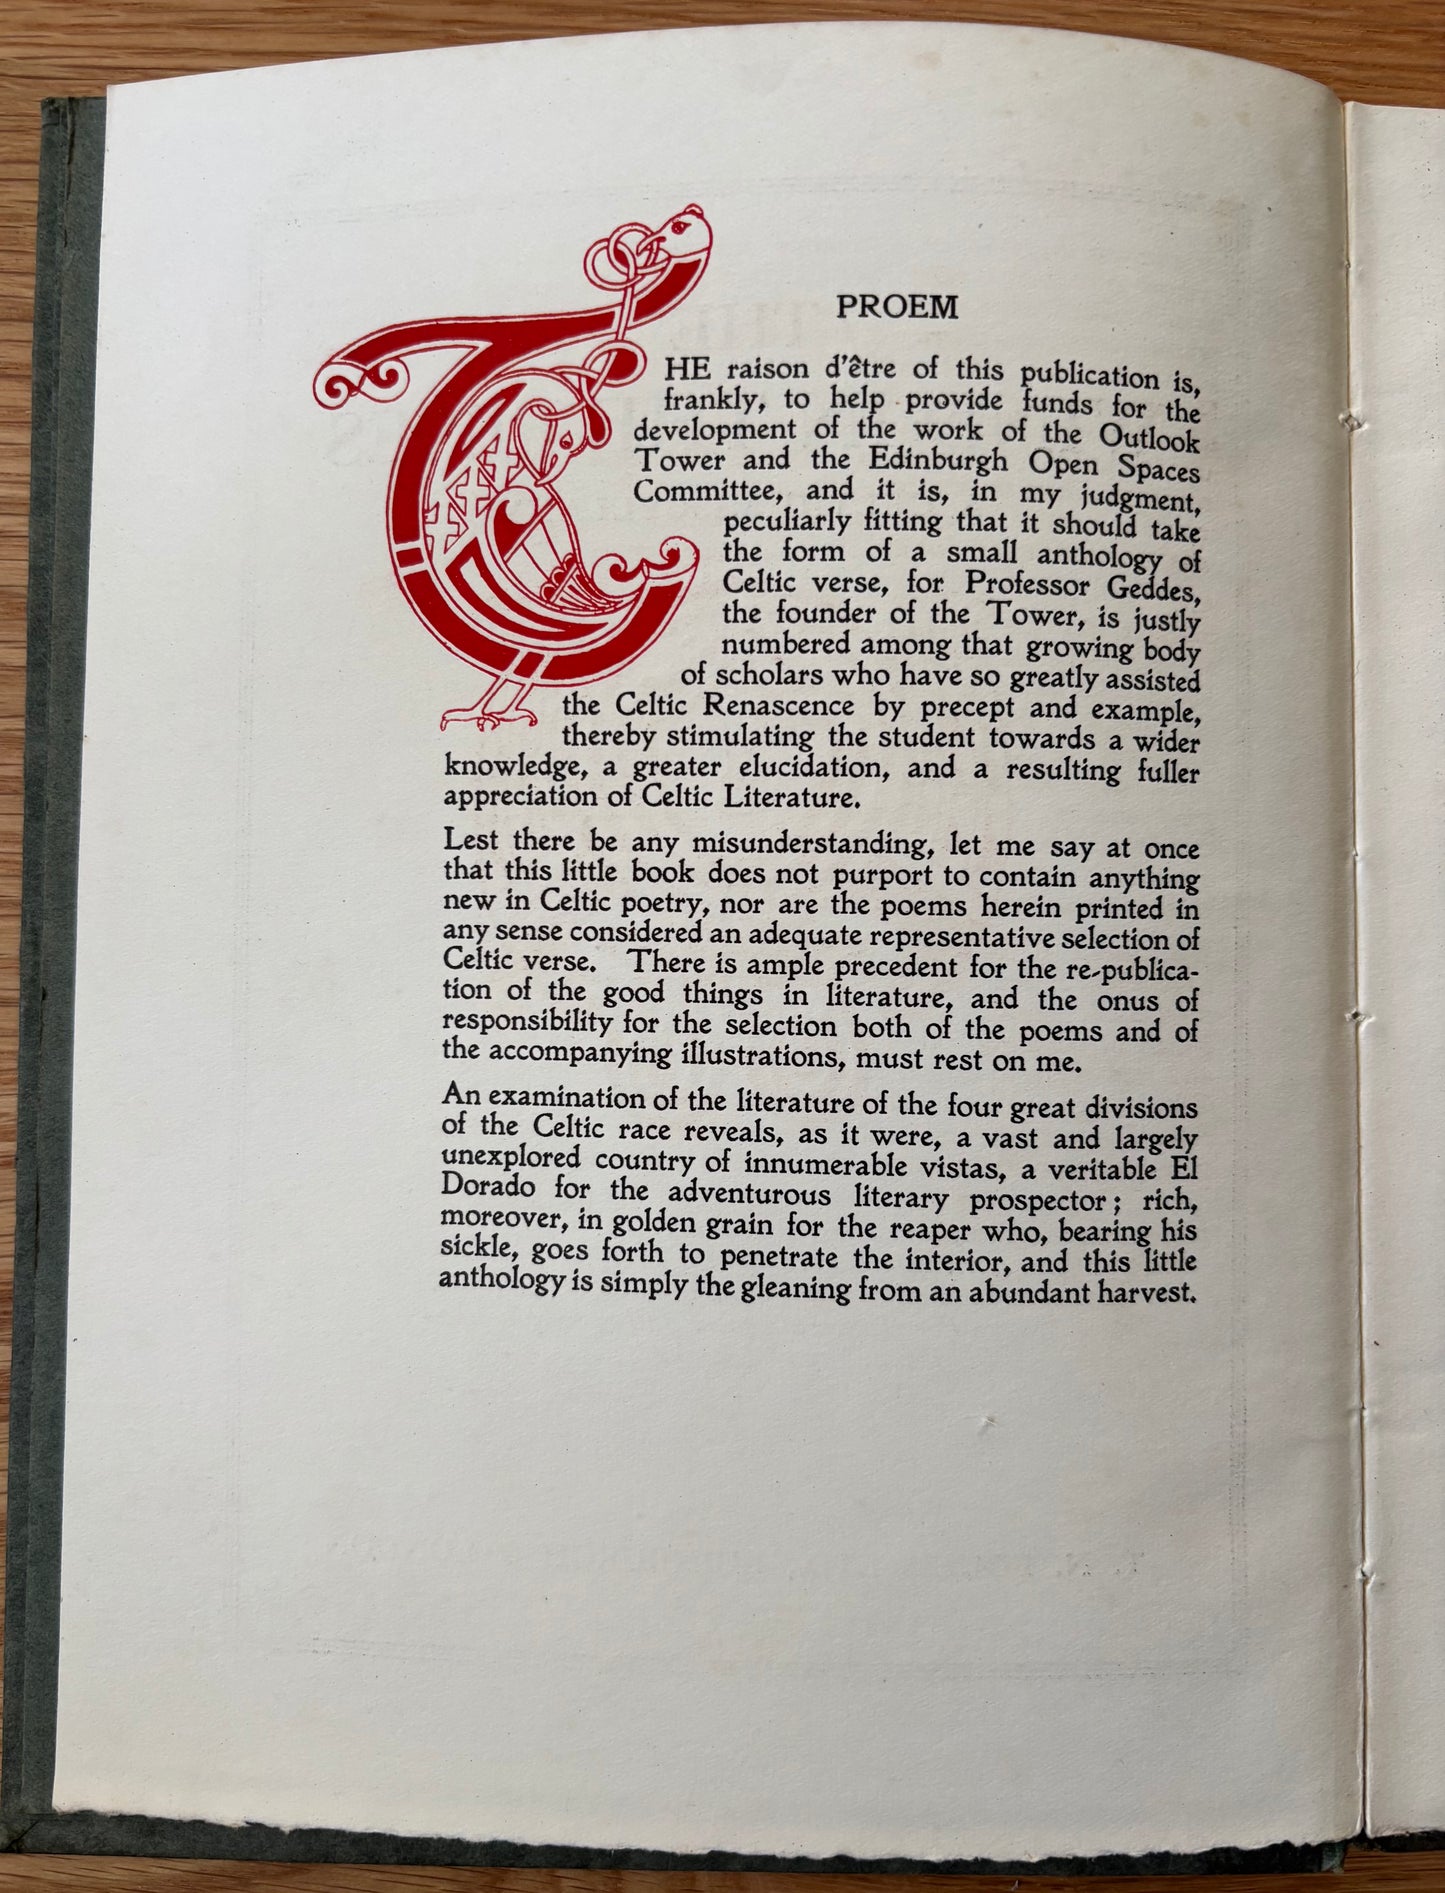 PROEM
THE raison d'être of this publication is,
frankly, to help provide funds for the
development of the work of the Outlook
Tower and the Edinburgh Open Spaces
Committee, and it is, in my judgment,
peculiarly fitting that it should take
the form of a small anthology of
Celtic verse, for Professor Geddes,
the founder of the Tower, is justly
numbered among that growing body
of scholars who have so greatly assisted
the Celtic Renascence by precept and example,
thereby stimulating the student towards a wider
knowledge, a greater elucidation, and a resulting fuller
appreciation of Celtic Literature.
Lest there be any misunderstanding, let me say at once
that this little book does not purport to contain anything
new in Celtic poetry, nor are the poems herein printed in
any sense considered an adequate representative selection of
Celtic verse. There is ample precedent for the re-publica-
tion of the good things in literature, and the onus of
responsibility for the selection both of the poems and of
the accompanying illustrations, must rest on me.
An examination of the literature of the four great divisions
of the Celtic race reveals, as it were, a vast and largely
unexplored country of innumerable vistas, a veritable El
Dorado for the adventurous literary prospector; rich,
moreover, in golden grain for the reaper who, bearing his
sickle, goes forth to penetrate the interior, and this little
anthology is simply the gleaning from an abundant harvest.